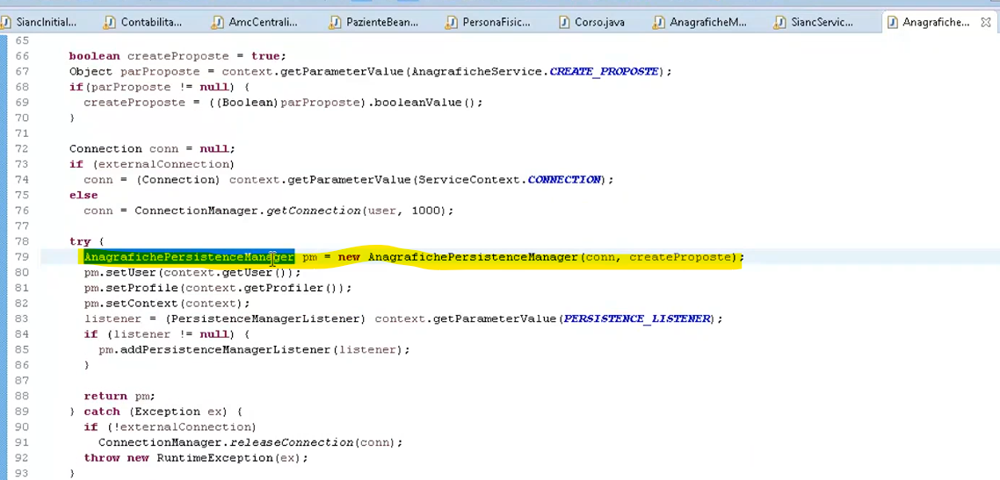 SiancInitial... Contabilita... AmcCentrali... PazienteBean... PersonaFisic... Corso.java AnagraficheM... SiancServic... Anagrafiche...
65
66 boolean createProposte = true;
67 Object parProposte = context.getParameterValue(AnagraficheService.CREATE_PROPOSTE);
68 if(parProposte != null) {
69 createProposte = ((Boolean)parProposte).booleanValue();
70 }
71
72 Connection conn = null;
73 if (externalConnection)
74 conn = (Connection) context.getParameterValue(ServiceContext.CONNECTION);
75 else
76 conn = ConnectionManager.getConnection(user, 1000);
77
78 try {
79 AnagrafichePersistenceManager pm = new AnagrafichePersistenceManager(conn, createProposte);
80 pm.setUser(context.getUser());
81 pm.setProfile(context.getProfiler());
82 pm.setContext(context);
83 listener = (PersistenceManagerListener) context.getParameterValue(PERSISTENCE_LISTENER);
84 if (listener != null) {
85 pm.addPersistenceManagerListener(listener);
86 }
87
88 return pm;
89 } catch (Exception ex) {
90 if (!externalConnection)
91 ConnectionManager.releaseConnection(conn);
92 throw new RuntimeException(ex);
93 }